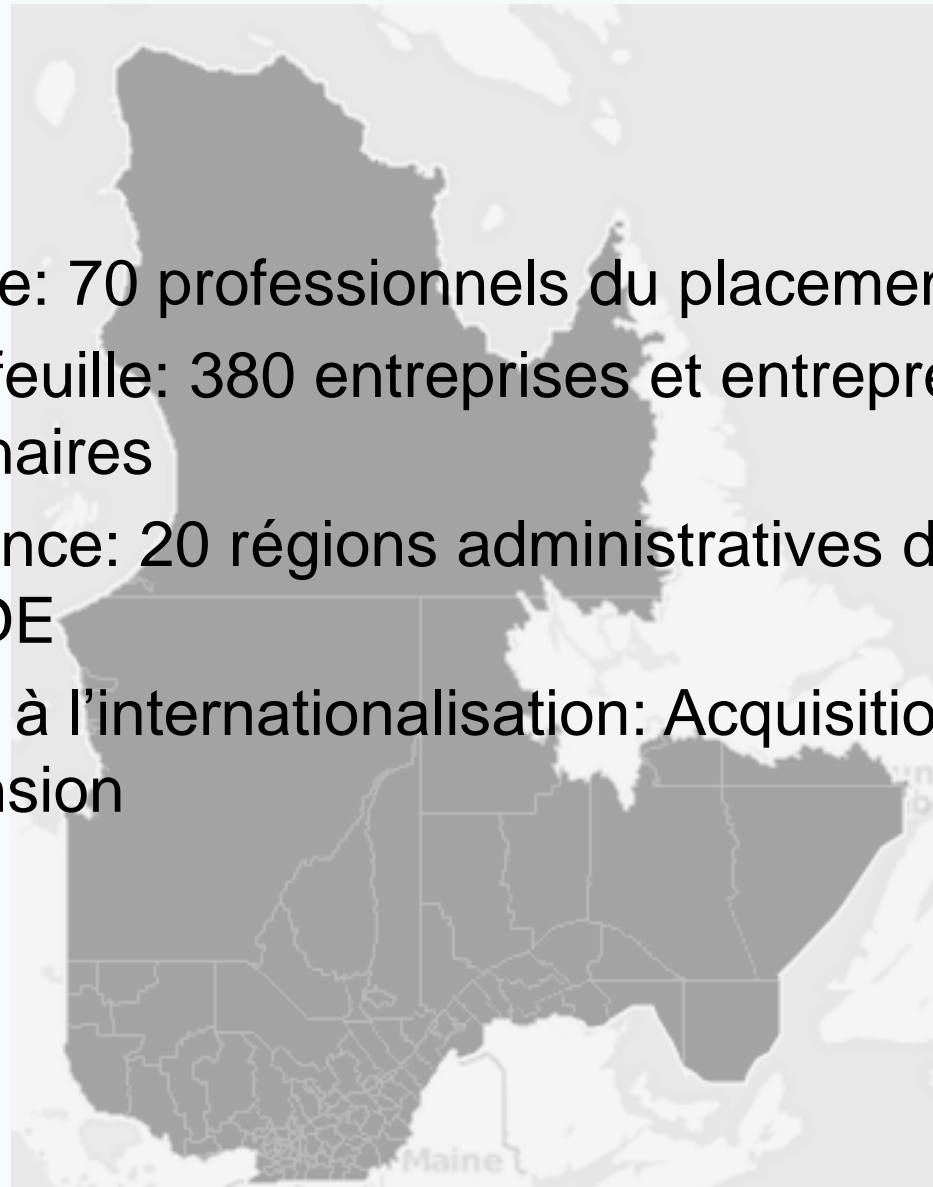 e: 70 professionnels du placemen
feuille: 380 entreprises et entrepre
naires
nce: 20 régions administratives d
DE
à l’internationalisation: Acquisitio
nsion
Maine